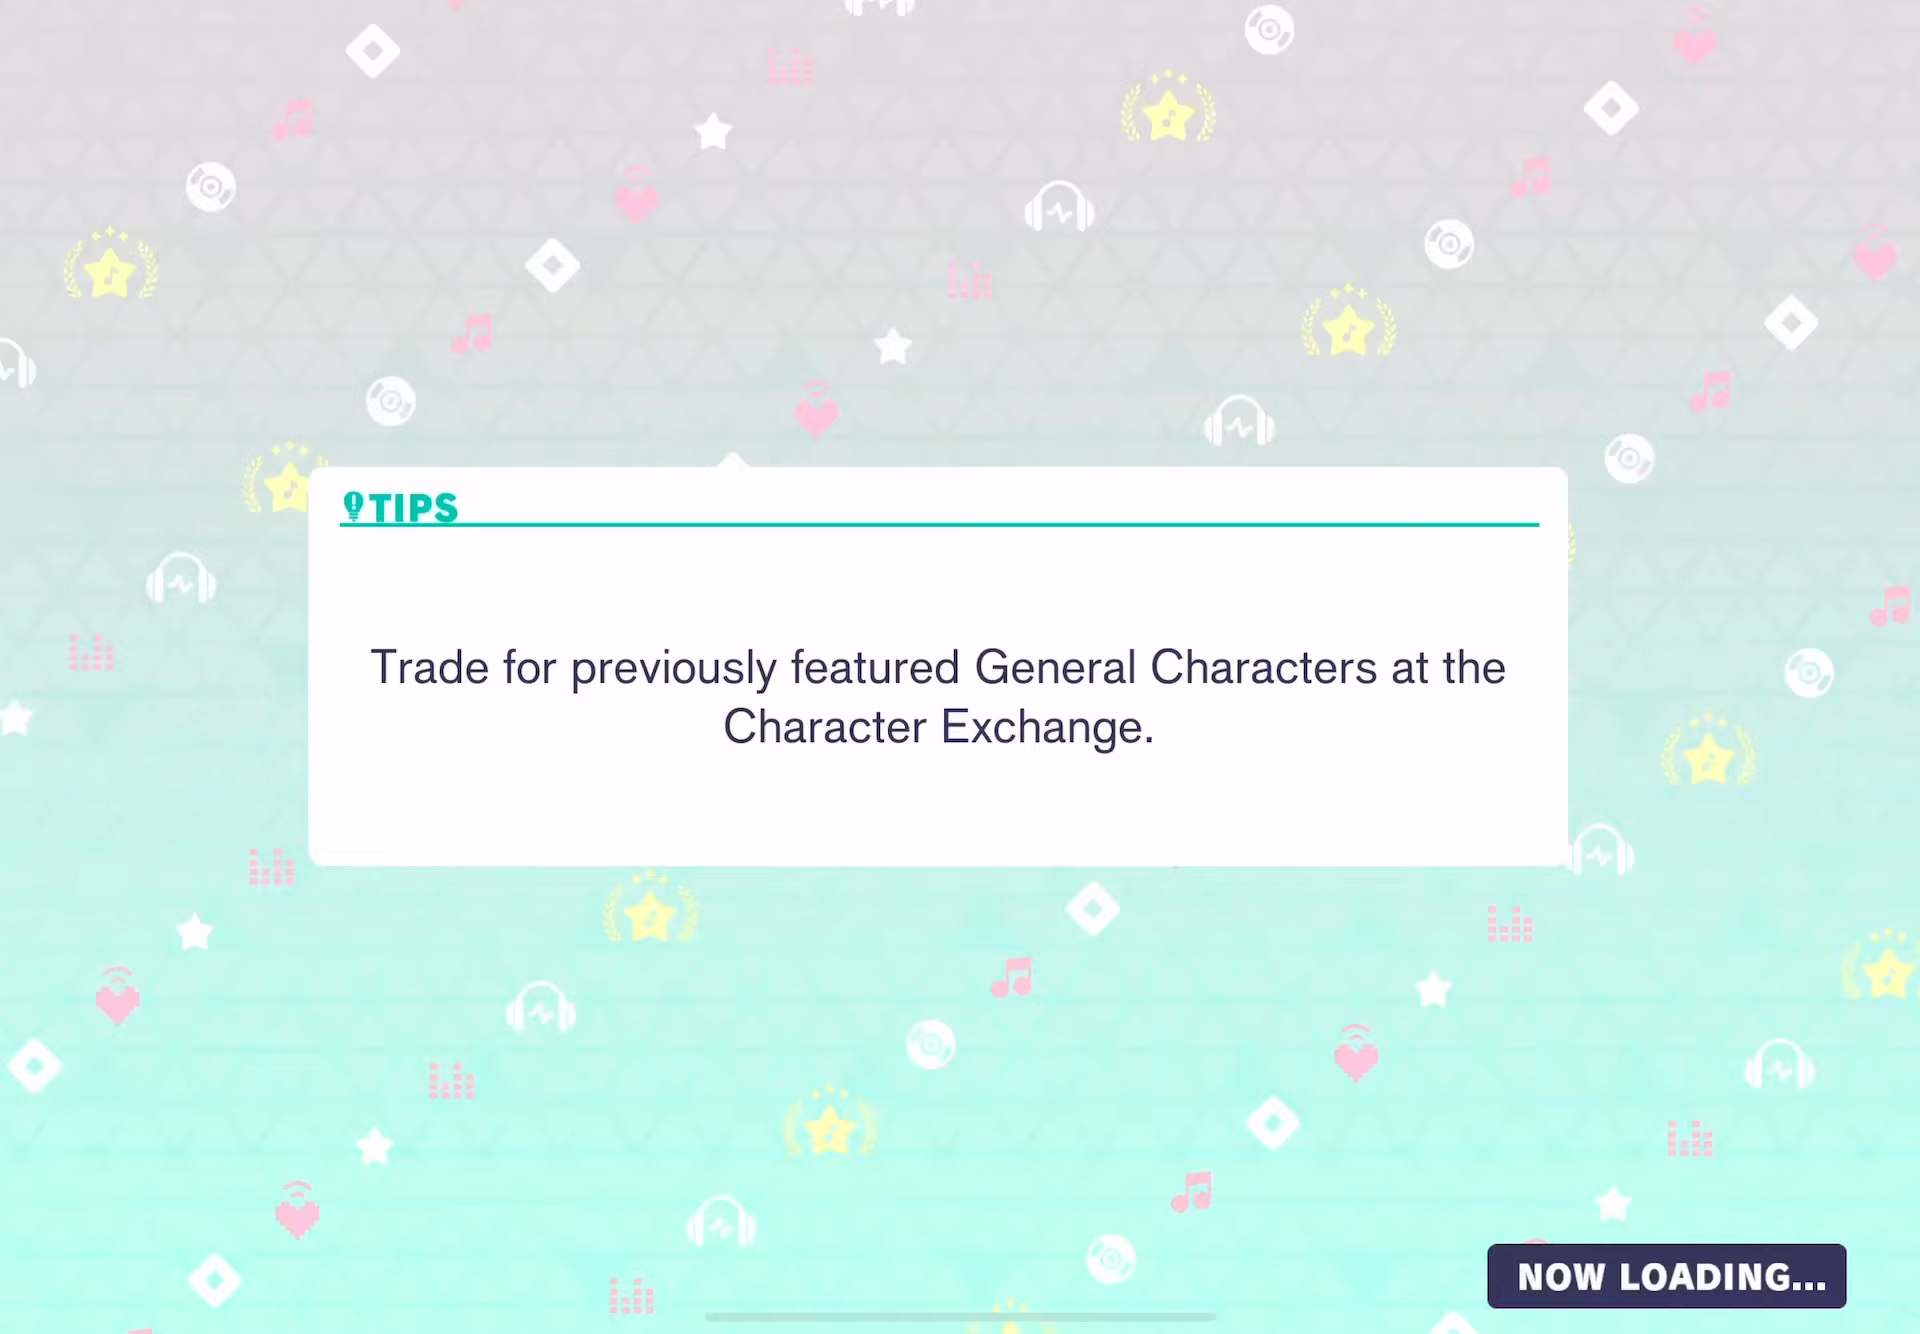 TIPS
Trade for previously featured General Characters at the
Character Exchange.
NOW LOADING...